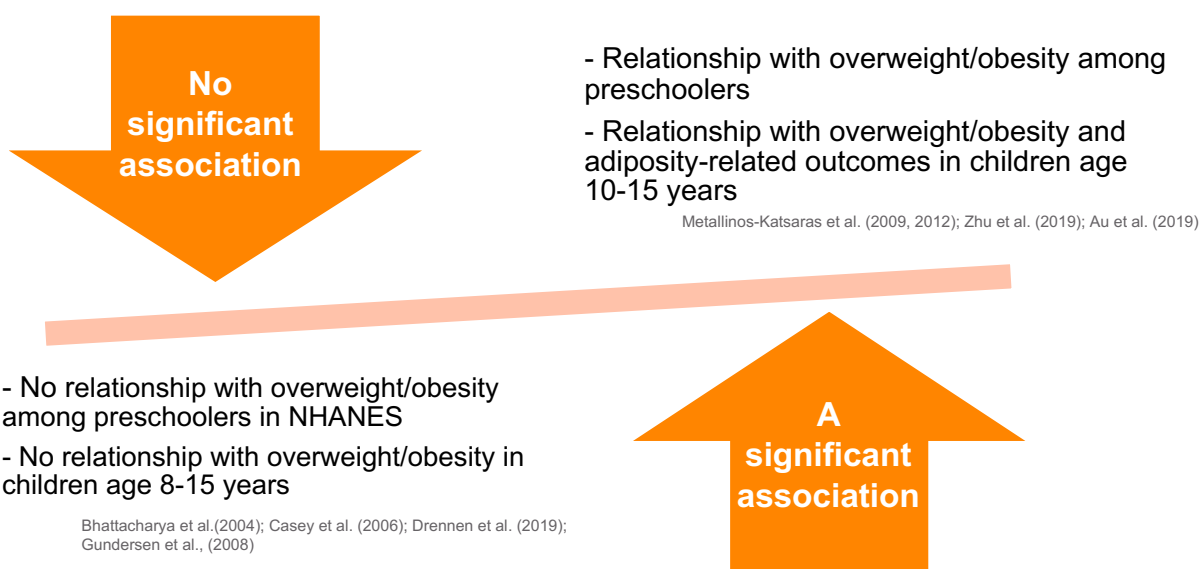 No
significant
association
- Relationship with overweight/obesity among
preschoolers
- Relationship with overweight/obesity and
adiposity-related outcomes in children age
10-15 years
Metallinos-Katsaras et al. (2009, 2012); Zhu et al. (2019); Au et al. (2019)
- No relationship with overweight/obesity
among preschoolers in NHANES
- No relationship with overweight/obesity in
children age 8-15 years
Bhattacharya et al.(2004); Casey et al. (2006); Drennen et al. (2019);
Gundersen et al., (2008)
A
significant
association